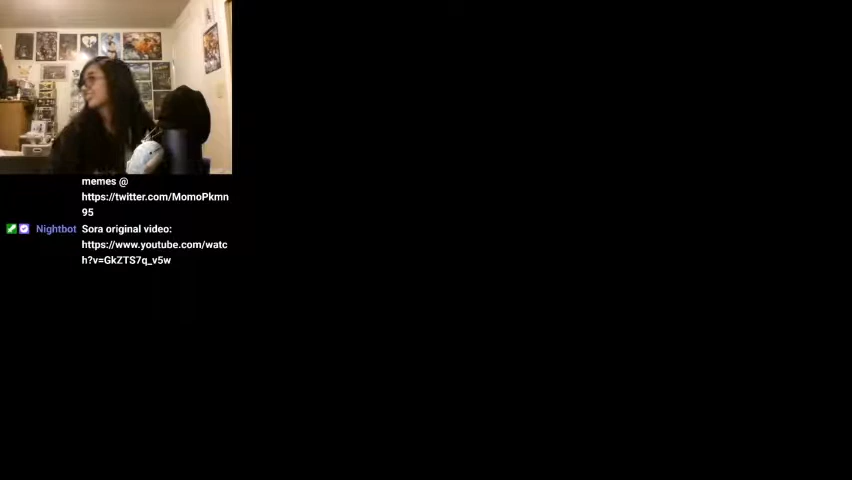 memes @
https://twitter.com/MomoPkmn
95
Nightbot Sora original video:
https://www.youtube.com/watc
h?v=GkZTS7q_v5w